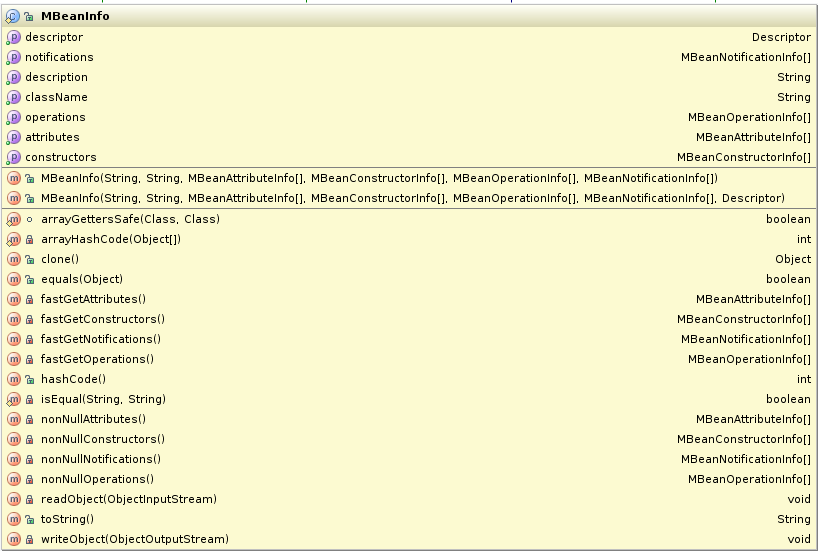 MBeanInfo
descriptor Descriptor
notifications MBeanNotificationInfo[]
description String
className String
operations MBeanOperationInfo[]
attributes MBeanAttributeInfo[]
constructors MBeanConstructorInfo[]
MBeanInfo(String, String, MBeanAttributeInfo[], MBeanConstructorInfo[], MBeanOperationInfo[], MBeanNotificationInfo[])
MBeanInfo(String, String, MBeanAttributeInfo[], MBeanConstructorInfo[], MBeanOperationInfo[], MBeanNotificationInfo[], Descriptor)
arrayGettersSafe(Class, Class) boolean
arrayHashCode(Object[]) int
clone() Object
equals(Object) boolean
fastGetAttributes() MBeanAttributeInfo[]
fastGetConstructors() MBeanConstructorInfo[]
fastGetNotifications() MBeanNotificationInfo[]
fastGetOperations() MBeanOperationInfo[]
hashCode() int
isEqual(String, String) boolean
nonNullAttributes() MBeanAttributeInfo[]
nonNullConstructors() MBeanConstructorInfo[]
nonNullNotifications() MBeanNotificationInfo[]
nonNullOperations() MBeanOperationInfo[]
readObject(ObjectInputStream) void
toString() String
writeObject(ObjectOutputStream) void